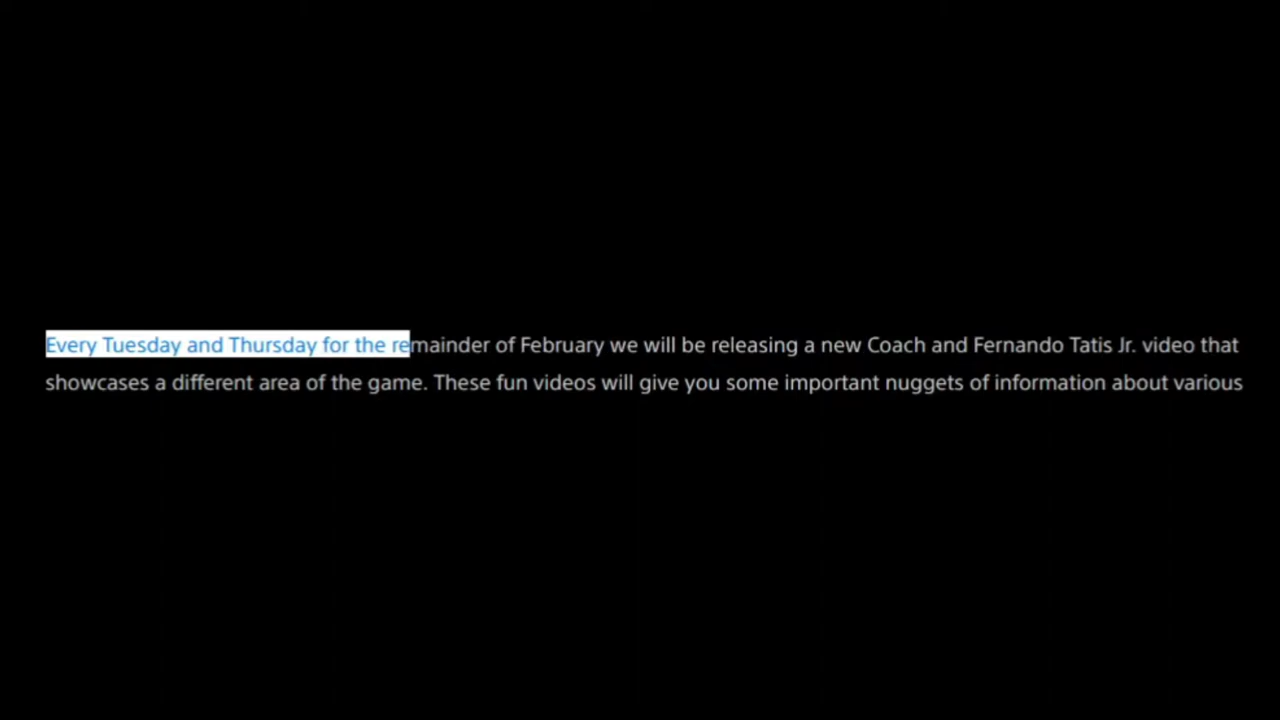 Every Tuesday and Thursday for the remainder of February we will be releasing a new Coach and Fernando Tatis Jr. video that
showcases a different area of the game. These fun videos will give you some important nuggets of information about various